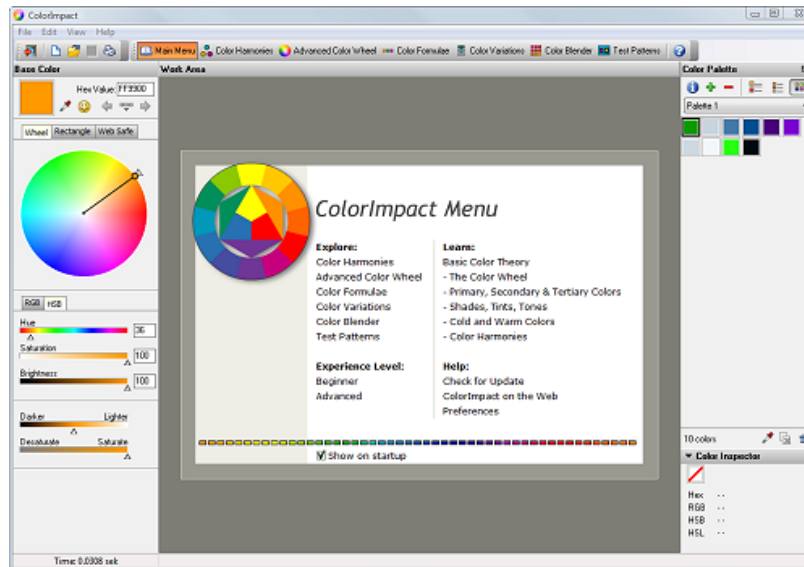 ColorImpact
File Edit View Help
Main Menu Color Harmonies Advanced Color Wheel Color Formulae Color Variations Color Blender Test Patterns
Base Color
Work Area
Color Palette
Hex Value: FF9900
Palette 1
Wheel Rectangle Web Safe
ColorImpact Menu
Explore:
Color Harmonies
Advanced Color Wheel
Color Formulae
Color Variations
Color Blender
Test Patterns
Experience Level:
Beginner
Advanced
Learn:
Basic Color Theory
- The Color Wheel
- Primary, Secondary & Tertiary Colors
- Shades, Tints, Tones
- Cold and Warm Colors
- Color Harmonies
Help:
Check for Update
ColorImpact on the Web
Preferences
Show on startup
RGB HSB
Hue
36
Saturation
100
Brightness
100
Darker Lighter
Desaturate Saturate
10 colors
Color Inspector
Hex --
RGB --
HSB --
HSL --
Time: 0.0308 sek